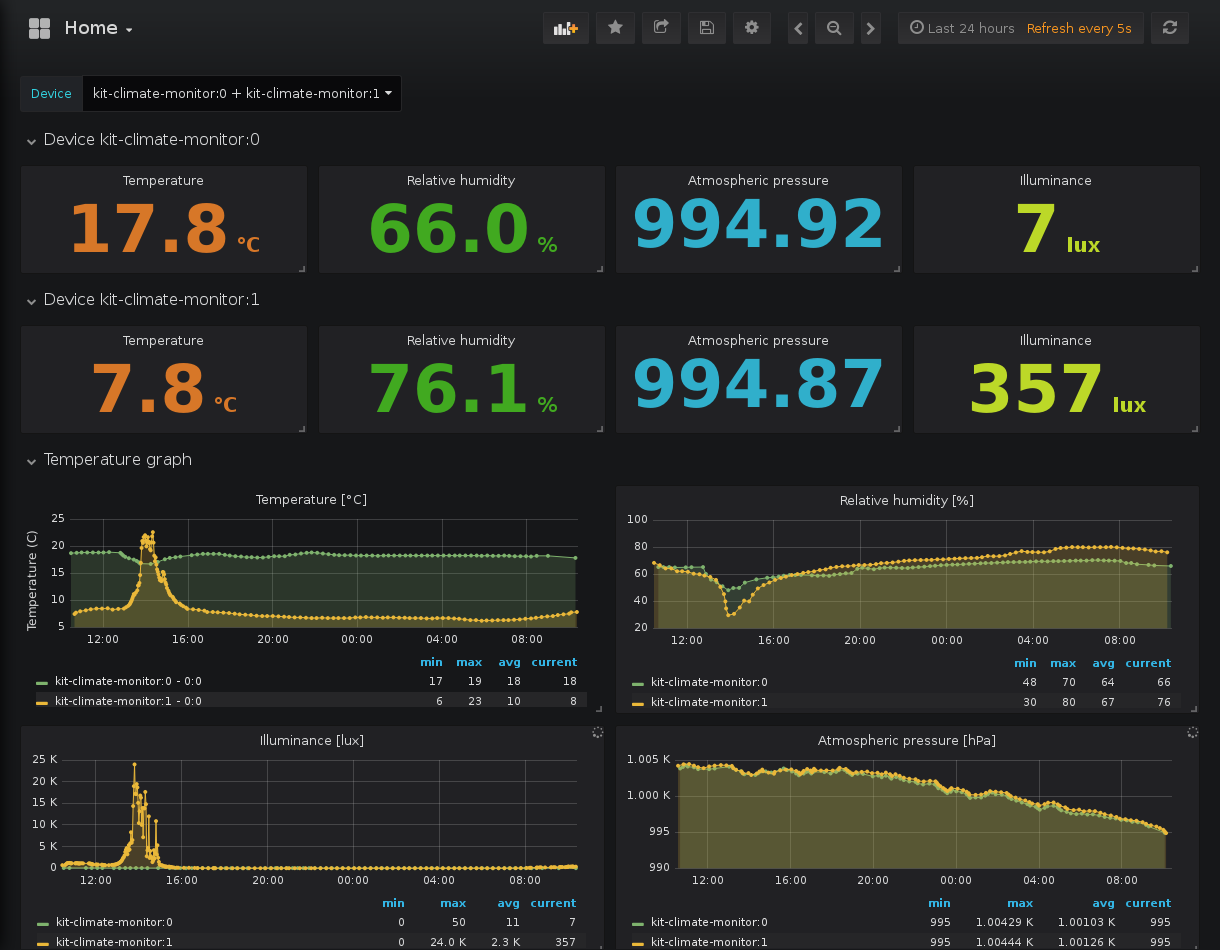 Home
Last 24 hours Refresh every 5s
Device kit-climate-monitor:0 + kit-climate-monitor:1
Device kit-climate-monitor:0
Temperature Relative humidity Atmospheric pressure Illuminance
17.8 °C 66.0 % 994.92 7 lux
Device kit-climate-monitor:1
Temperature Relative humidity Atmospheric pressure Illuminance
7.8 °C 76.1 % 994.87 357 lux
Temperature graph
Temperature [°C]
Temperature (C)
25
20
15
10
5
12:00 16:00 20:00 00:00 04:00 08:00
min max avg current
kit-climate-monitor:0 - 0:0 17 19 18 18
kit-climate-monitor:1 - 0:0 6 23 10 8
Relative humidity [%]
100
80
60
40
20
12:00 16:00 20:00 00:00 04:00 08:00
min max avg current
kit-climate-monitor:0 48 70 64 66
kit-climate-monitor:1 30 80 67 76
Illuminance [lux]
25 K
20 K
15 K
10 K
5 K
0
12:00 16:00 20:00 00:00 04:00 08:00
min max avg current
kit-climate-monitor:0 0 50 11 7
kit-climate-monitor:1 0 24.0 K 2.3 K 357
Atmospheric pressure [hPa]
1.005 K
1.000 K
995
990
12:00 16:00 20:00 00:00 04:00 08:00
min max avg current
kit-climate-monitor:0 995 1.00429 K 1.00103 K 995
kit-climate-monitor:1 995 1.00444 K 1.00126 K 995